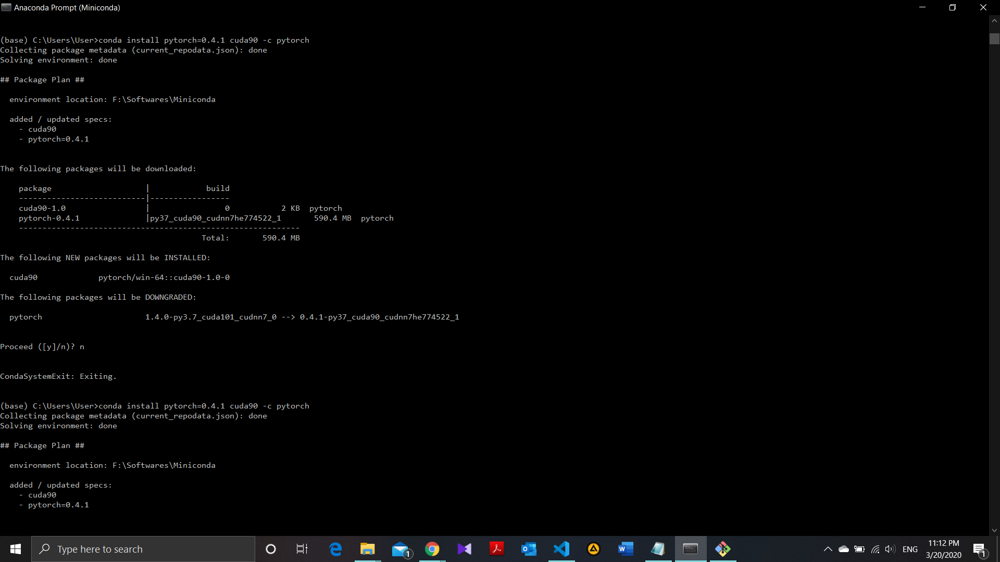 Anaconda Prompt (Miniconda)
(base) C:\Users\User>conda install pytorch=0.4.1 cuda90 -c pytorch
Collecting package metadata (current_repodata.json): done
Solving environment: done
## Package Plan ##
environment location: F:\Softwares\Miniconda
added / updated specs:
- cuda90
- pytorch=0.4.1
The following packages will be downloaded:
package | build
---------------------------|-----------------
cuda90-1.0 | 0 2 KB pytorch
pytorch-0.4.1 |py37_cuda90_cudnn7he774522_1 590.4 MB pytorch
------------------------------------------------------------
Total: 590.4 MB
The following NEW packages will be INSTALLED:
cuda90 pytorch/win-64::cuda90-1.0-0
The following packages will be DOWNGRADED:
pytorch 1.4.0-py3.7_cuda101_cudnn7_0 --> 0.4.1-py37_cuda90_cudnn7he774522_1
Proceed ([y]/n)? n
CondaSystemExit: Exiting.
(base) C:\Users\User>conda install pytorch=0.4.1 cuda90 -c pytorch
Collecting package metadata (current_repodata.json): done
Solving environment: done
## Package Plan ##
environment location: F:\Softwares\Miniconda
added / updated specs:
- cuda90
- pytorch=0.4.1
Type here to search
1
ENG
11:12 PM
3/20/2020
1